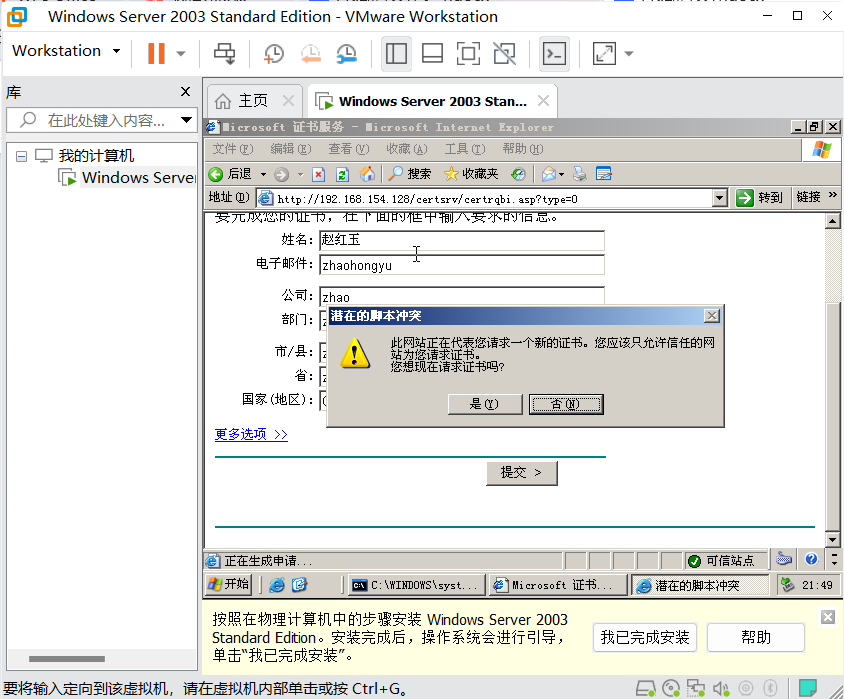 Windows Server 2003 Standard Edition - VMware Workstation
Workstation
库
在此处键入内容...
我的计算机
Windows Server
主页
Windows Server 2003 Stan...
Microsoft 证书服务 - Microsoft Internet Explorer
文件(F) 编辑(E) 查看(V) 收藏(A) 工具(T) 帮助(H)
后退 搜索 收藏夹
地址(D) http://192.168.154.128/certsrv/certrqbi.asp?type=0 转到 链接 »
要完成您的证书，在下面的框中输入要求的信息。
姓名: 赵红玉
电子邮件: zhaohongyu
公司: zhao
部门:
市/县:
省:
国家(地区):
潜在的脚本冲突
此网站正在代表您请求一个新的证书。您应该只允许信任的网
站为您请求证书。
您想现在请求证书吗?
是(Y) 否(N)
更多选项 >>
提交 >
正在生成申请... 可信站点
开始 C:\WINDOWS\syst... Microsoft 证书... 潜在的脚本冲突 21:49
按照在物理计算机中的步骤安装 Windows Server 2003
Standard Edition。安装完成后，操作系统会进行引导，
单击“我已完成安装”。
我已完成安装 帮助
要将输入定向到该虚拟机，请在虚拟机内部单击或按 Ctrl+G。